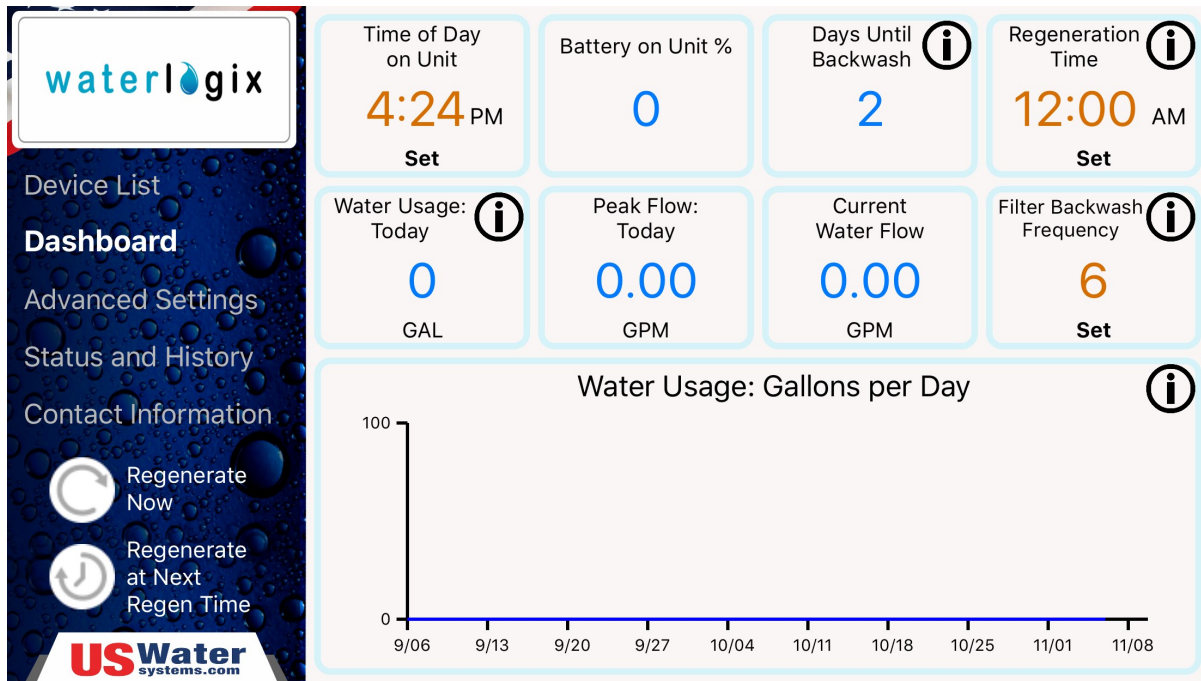 waterlogix
Device List
Dashboard
Advanced Settings
Status and History
Contact Information
Regenerate
Now
Regenerate
at Next
Regen Time
US Water
systems.com
Time of Day
on Unit
4:24 PM
Set
Battery on Unit %
0
Days Until
Backwash
2
Regeneration
Time
12:00 AM
Set
Water Usage:
Today
0
GAL
Peak Flow:
Today
0.00
GPM
Current
Water Flow
0.00
GPM
Filter Backwash
Frequency
6
Set
Water Usage: Gallons per Day
100
0
9/06 9/13 9/20 9/27 10/04 10/11 10/18 10/25 11/01 11/08